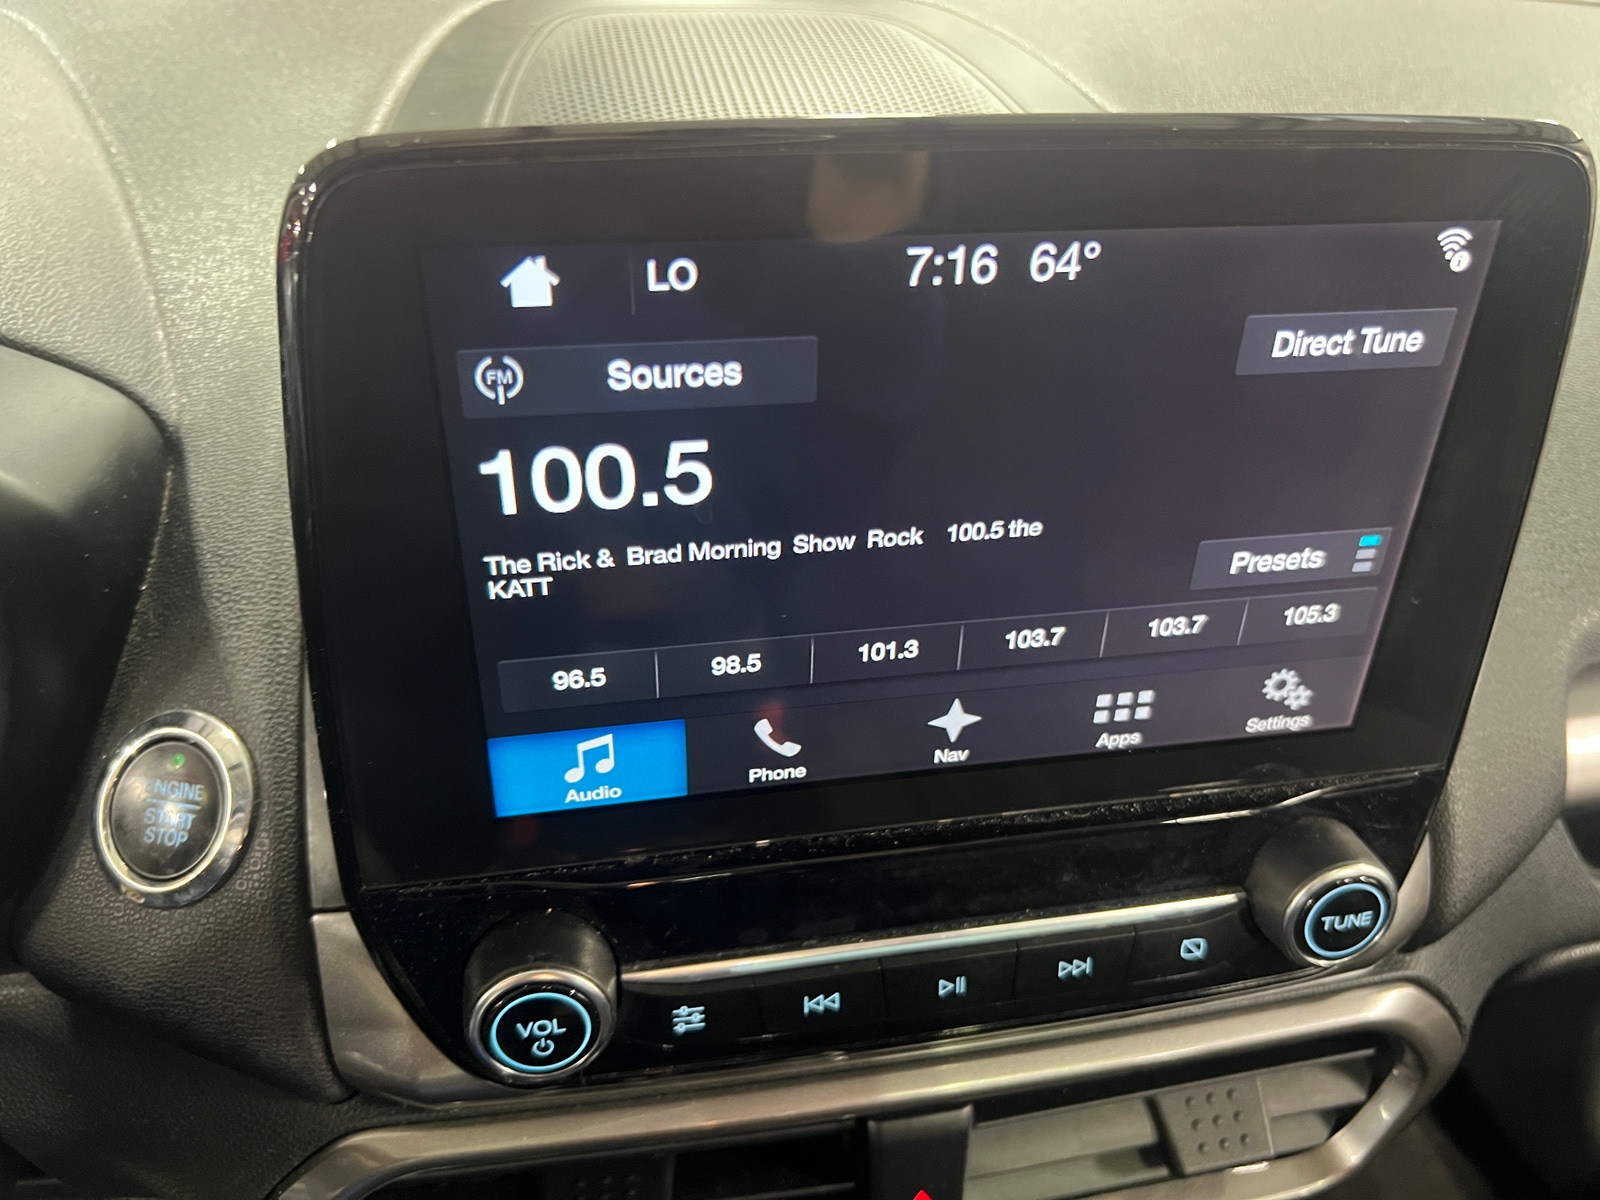 LO 7:16 64°
FM Sources Direct Tune
100.5
The Rick & Brad Morning Show Rock 100.5 the
KATT
Presets
96.5 98.5 101.3 103.7 103.7 105.3
Audio Phone Nav Apps Settings
ENGINE
START
STOP
VOL
TUNE